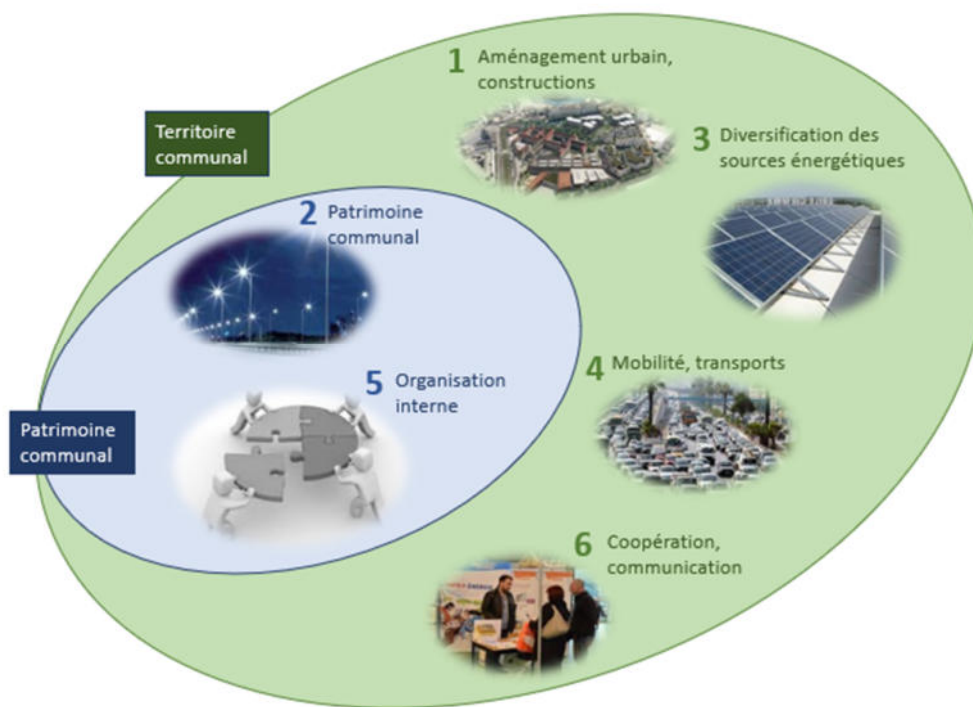 1 Aménagement urbain,
constructions
Territoire
communal
3 Diversification des
sources énergétiques
2 Patrimoine
communal
4 Mobilité, transports
5 Organisation
interne
Patrimoine
communal
6 Coopération,
communication